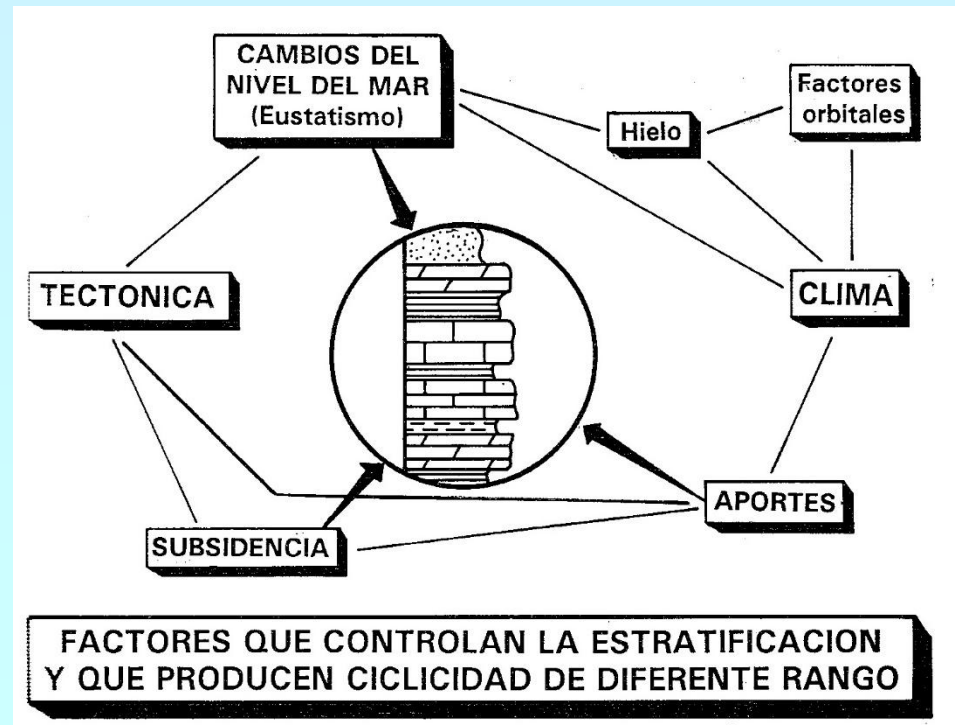 CAMBIOS DEL
NIVEL DEL MAR
(Eustatismo)
Factores
orbitales
Hielo
TECTONICA
CLIMA
APORTES
SUBSIDENCIA
FACTORES QUE CONTROLAN LA ESTRATIFICACION
Y QUE PRODUCEN CICLICIDAD DE DIFERENTE RANGO